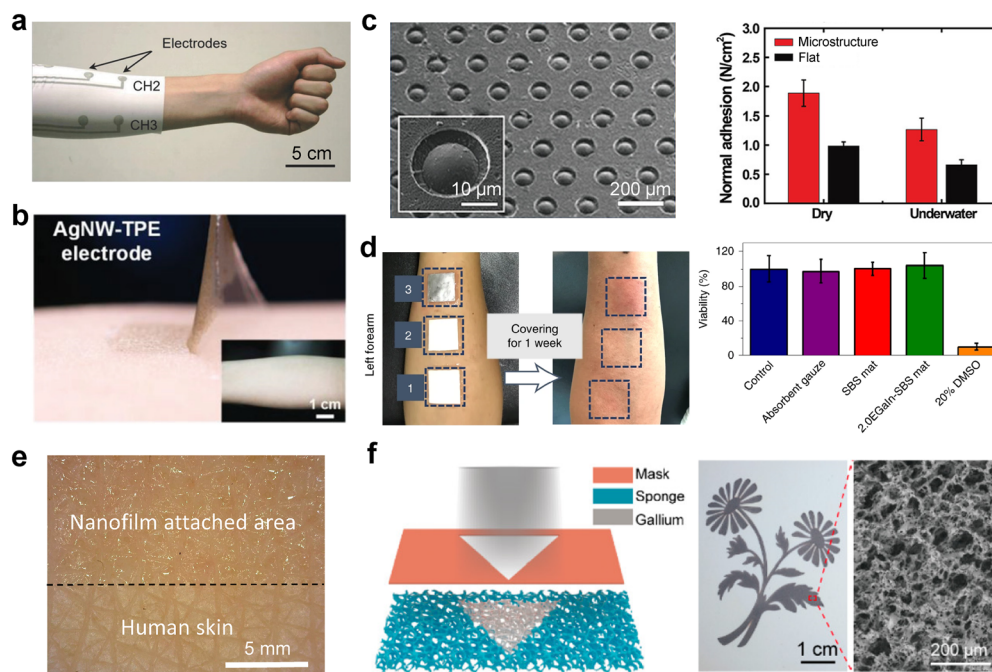 a
Electrodes
CH2
CH3
5 cm
b
AgNW-TPE
electrode
1 cm
c
10 µm
200 µm
Normal adhesion (N/cm²)
3.0
2.5
2.0
1.5
1.0
0.5
0.0
Microstructure
Flat
Dry
Underwater
d
Left forearm
3
2
1
Covering
for 1 week
Viability (%)
120
80
40
0
Control
Absorbent gauze
SBS mat
2.0EGaIn-SBS mat
20% DMSO
e
Nanofilm attached area
Human skin
5 mm
f
Mask
Sponge
Gallium
1 cm
200 µm